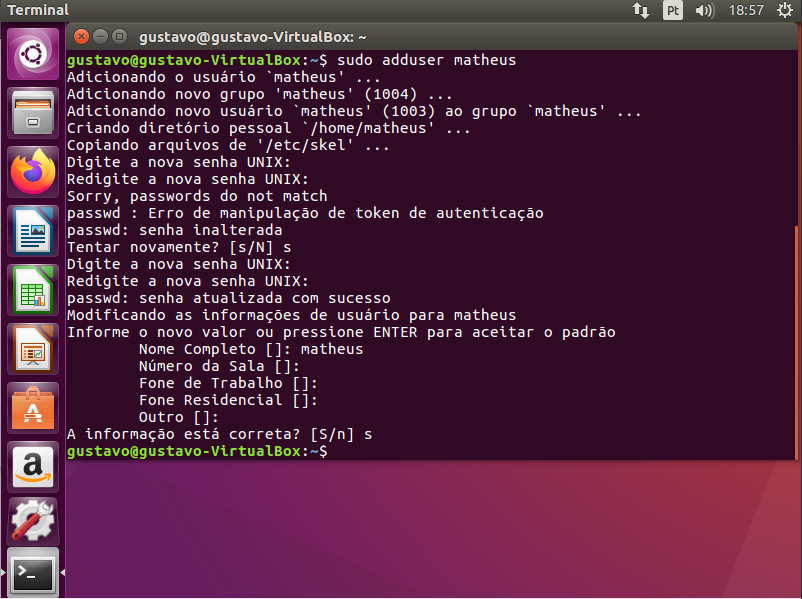 Terminal
Pt
18:57
gustavo@gustavo-VirtualBox: ~
gustavo@gustavo-VirtualBox:~$ sudo adduser matheus
Adicionando o usuário `matheus' ...
Adicionando novo grupo 'matheus' (1004) ...
Adicionando novo usuário `matheus' (1003) ao grupo `matheus' ...
Criando diretório pessoal `/home/matheus' ...
Copiando arquivos de '/etc/skel' ...
Digite a nova senha UNIX:
Redigite a nova senha UNIX:
Sorry, passwords do not match
passwd : Erro de manipulação de token de autenticação
passwd: senha inalterada
Tentar novamente? [s/N] s
Digite a nova senha UNIX:
Redigite a nova senha UNIX:
passwd: senha atualizada com sucesso
Modificando as informações de usuário para matheus
Informe o novo valor ou pressione ENTER para aceitar o padrão
Nome Completo []: matheus
Número da Sala []:
Fone de Trabalho []:
Fone Residencial []:
Outro []:
A informação está correta? [S/n] s
gustavo@gustavo-VirtualBox:~$